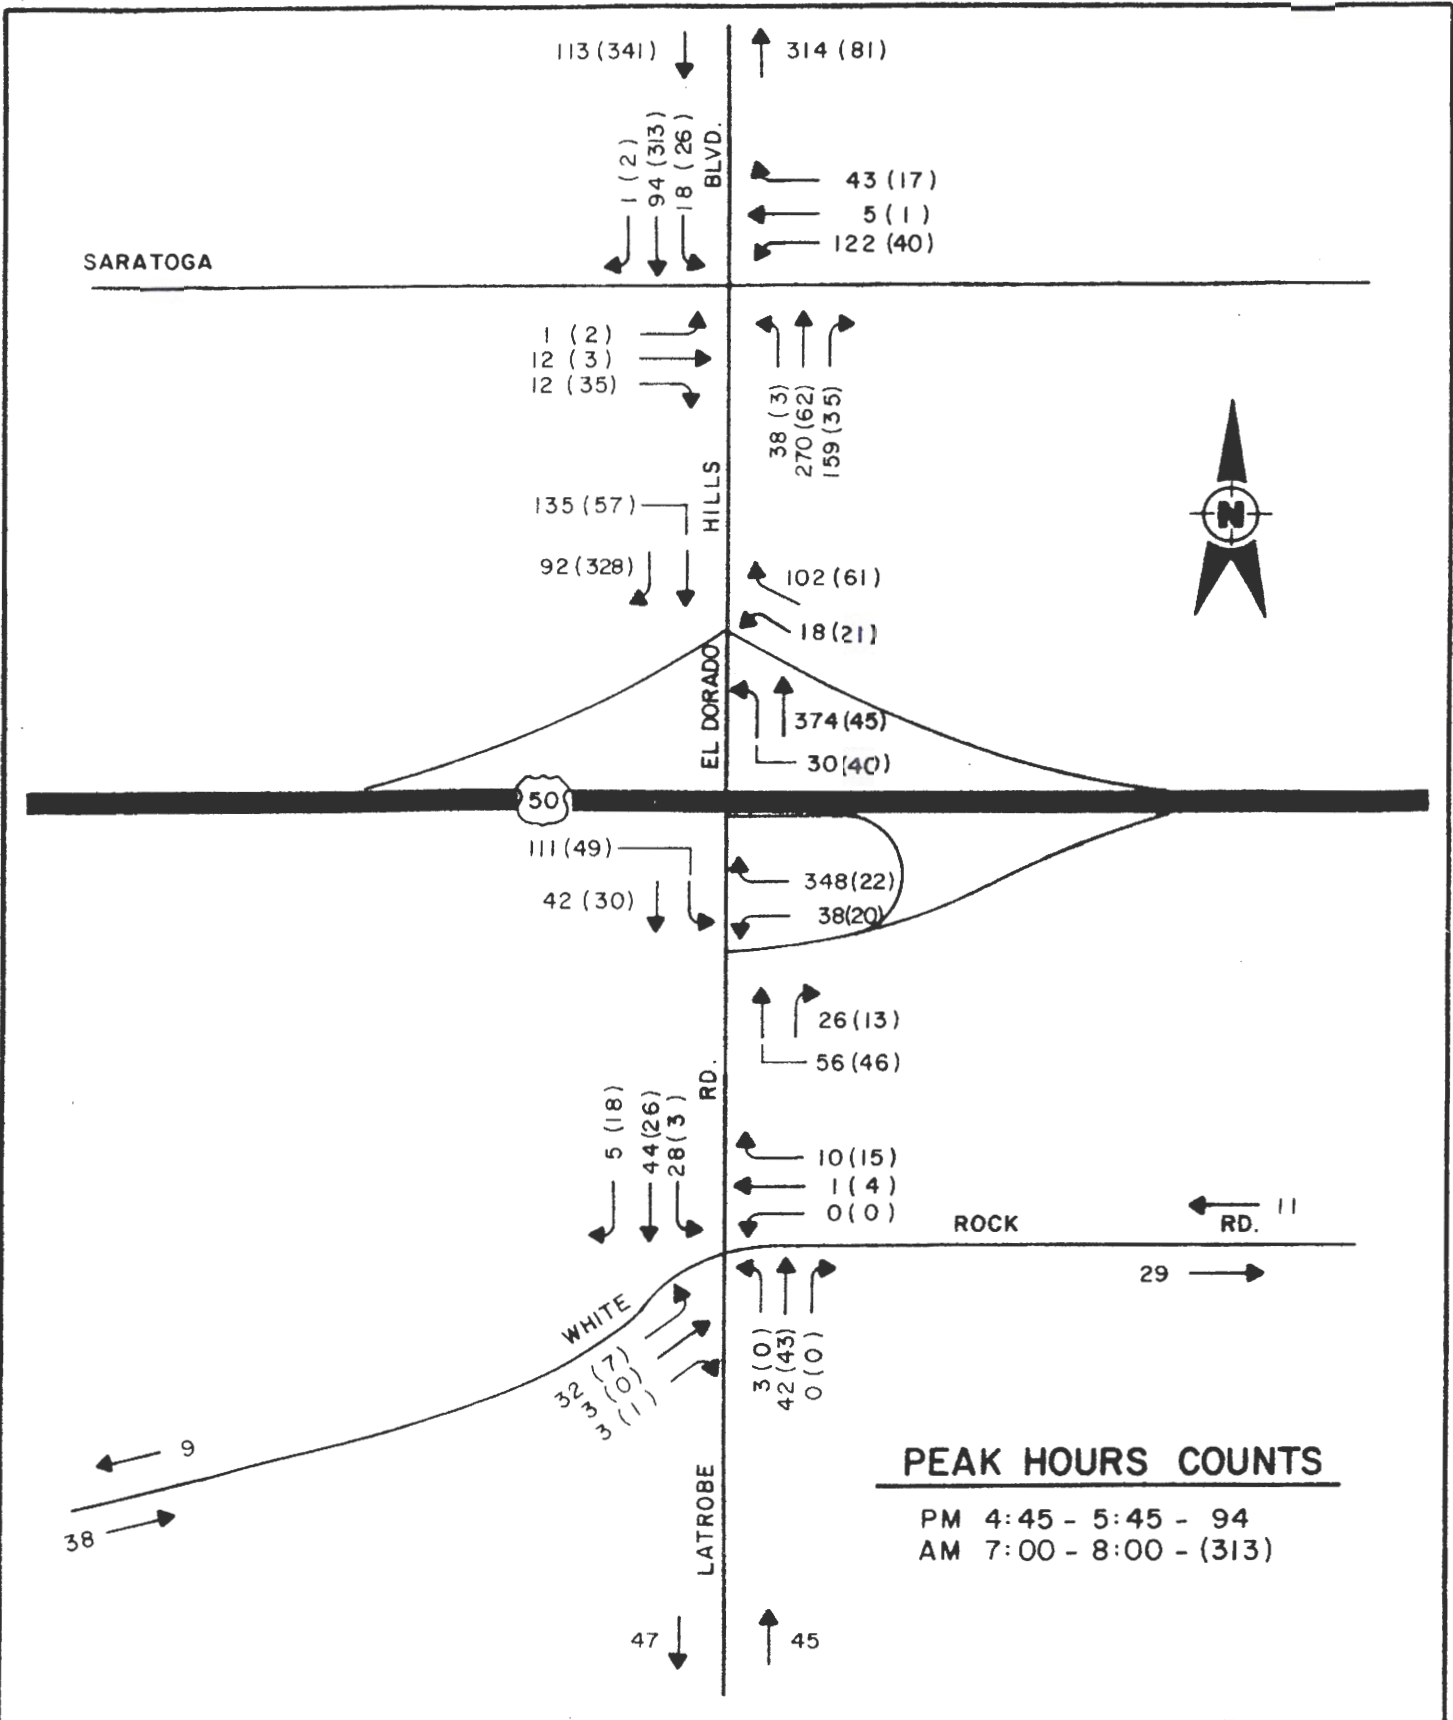 113 (341)
314 (81)
1 (2)
94 (313)
18 (26)
BLVD.
43 (17)
5 ( 1 )
122 (40)
SARATOGA
1 (2)
12 ( 3 )
12 (35)
38 (3)
270 (62)
159 (35)
HILLS
135 (57)
92 (328)
102 (61)
18 (21)
N
EL DORADO
374 (45)
30 (40)
50
111 (49)
42 (30)
348 (22)
38 (20)
26 (13)
56 (46)
RD.
5 (18)
44 (26)
28 ( 3 )
10 (15)
1 ( 4 )
0 ( 0 )
11
ROCK RD.
29
WHITE
32 (7)
3 (0)
3 (1)
3 (0)
42 (43)
0 (0)
9
38
LATROBE
PEAK HOURS COUNTS
PM 4:45 - 5:45 - 94
AM 7:00 - 8:00 - (313)
47
45